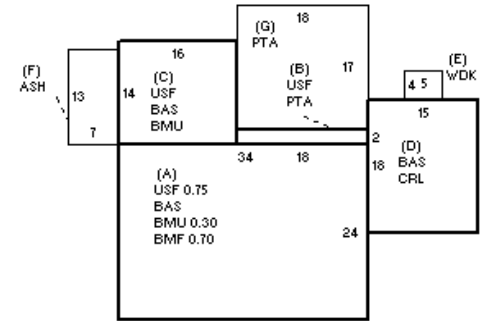 18
(G)
PTA
16
(F)
ASH
13
14
(C)
USF
BAS
BMU
(B)
USF
PTA
17
(E)
WDK
4 5
15
7
34
18
2
18
(D)
BAS
CRL
(A)
USF 0.75
BAS
BMU 0.30
BMF 0.70
24